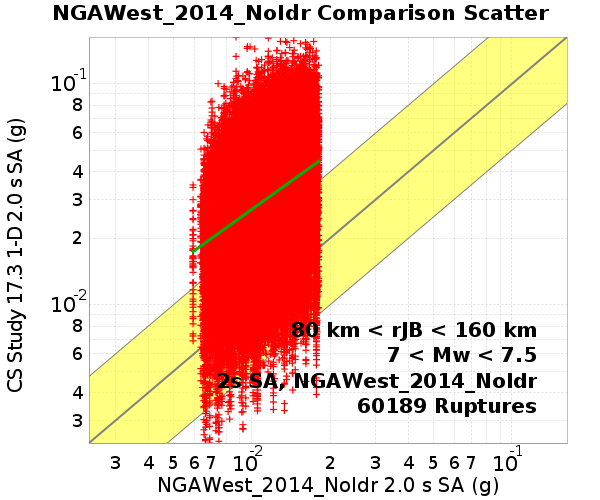 NGAWest_2014_NoIdr Comparison Scatter
CS Study 17.3 1-D 2.0 s SA (g)
10-1
8
6
4
3
2
10-2
8
6
4
3
80 km < rJB < 160 km
7 < Mw < 7.5
2s SA, NGAWest_2014_NoIdr
60189 Ruptures
3 4 5 6 7 10-2 2 3 4 5 6 7 10-1
NGAWest_2014_NoIdr 2.0 s SA (g)